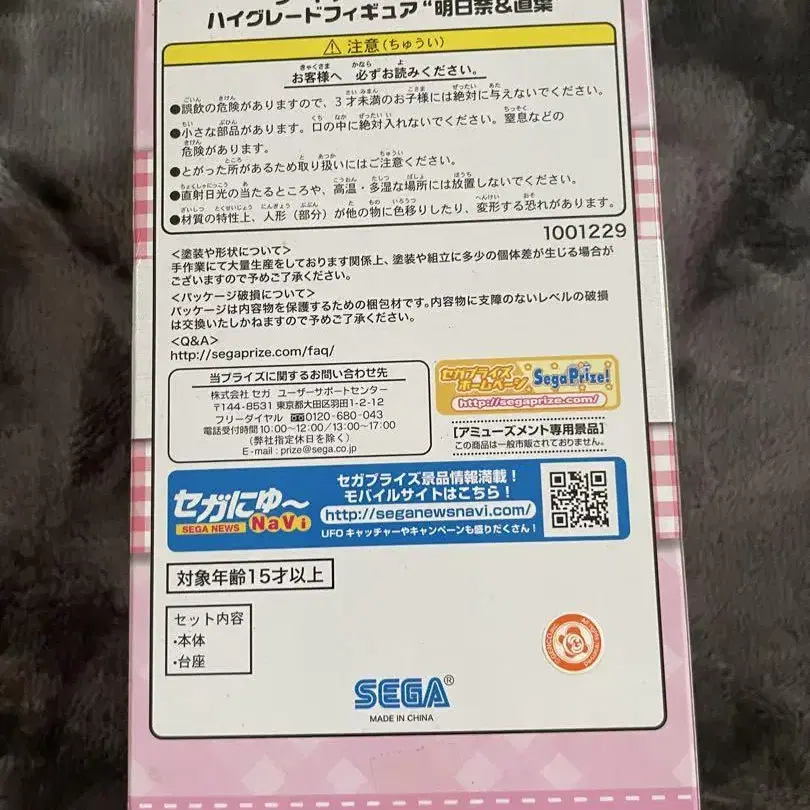 ハイグレードフィギュア“明日奈&直葉”
⚠注意(ちゅうい)
お客様へ 必ずお読みください。
●誤飲の危険がありますので、3才未満のお子様には絶対に与えないでください。
●小さな部品があります。口の中に絶対入れないでください。窒息などの
危険があります。
●とがった所があるため取り扱いにはご注意ください。
●直射日光の当たるところや、高温・多湿な場所には放置しないでください。
●材質の特性上、人形(部分)が他の物に色移りしたり、変形する恐れがあります。
1001229
<塗装や形状について>
手作業にて大量生産をしております関係上、塗装や組立に多少の個体差が生じる場合が
ございますので予めご了承ください。
<パッケージ破損について>
パッケージは内容物を保護するための梱包材です。内容物に支障のないレベルの破損
は交換いたしかねますので予めご了承ください。
<Q&A>
http://segaprize.com/faq/
当プライズに関するお問い合わせ先
株式会社 セガ ユーザーサポートセンター
〒144-8531 東京都大田区羽田1-2-12
フリーダイヤル 0120-680-043
電話受付時間10:00~12:00/13:00~17:00
(弊社指定休日を除く)
E-mail : prize@sega.co.jp
セガプライズ
ホームページ
SegaPrize!
http://segaprize.com/
[アミューズメント専用景品]
この商品は一般市販されておりません。
セガにゅ~
SEGA NEWS NaVi
セガプライズ景品情報満載!
モバイルサイトはこちら!
http://seganewsnavi.com/
UFOキャッチャーやキャンペーンも盛りだくさん!
対象年齢15才以上
セット内容
・本体
・台座
SEGA®
MADE IN CHINA